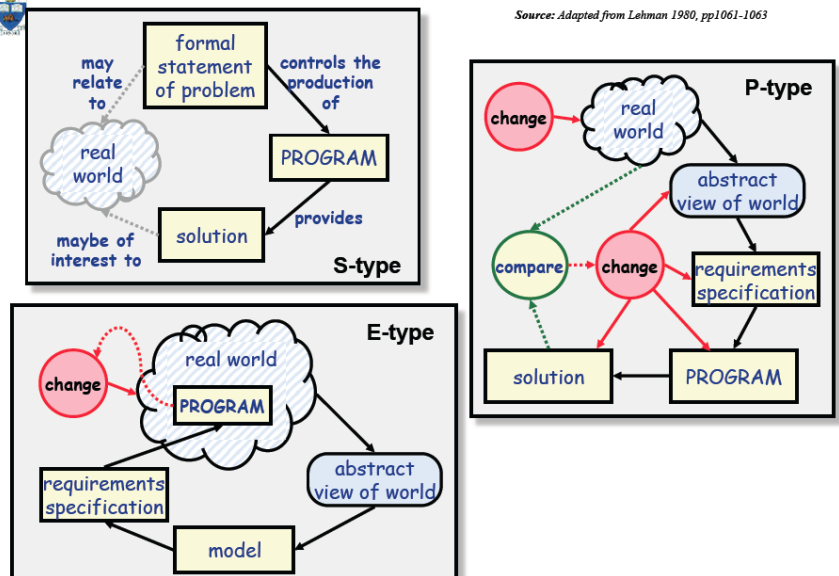 Source: Adapted from Lehman 1980, pp1061-1063
formal
statement
of problem
may
relate
to
controls the
production
of
real
world
PROGRAM
solution
provides
maybe of
interest to
S-type
P-type
change
real
world
abstract
view of world
compare
change
requirements
specification
solution
PROGRAM
E-type
real world
change
PROGRAM
requirements
specification
abstract
view of world
model